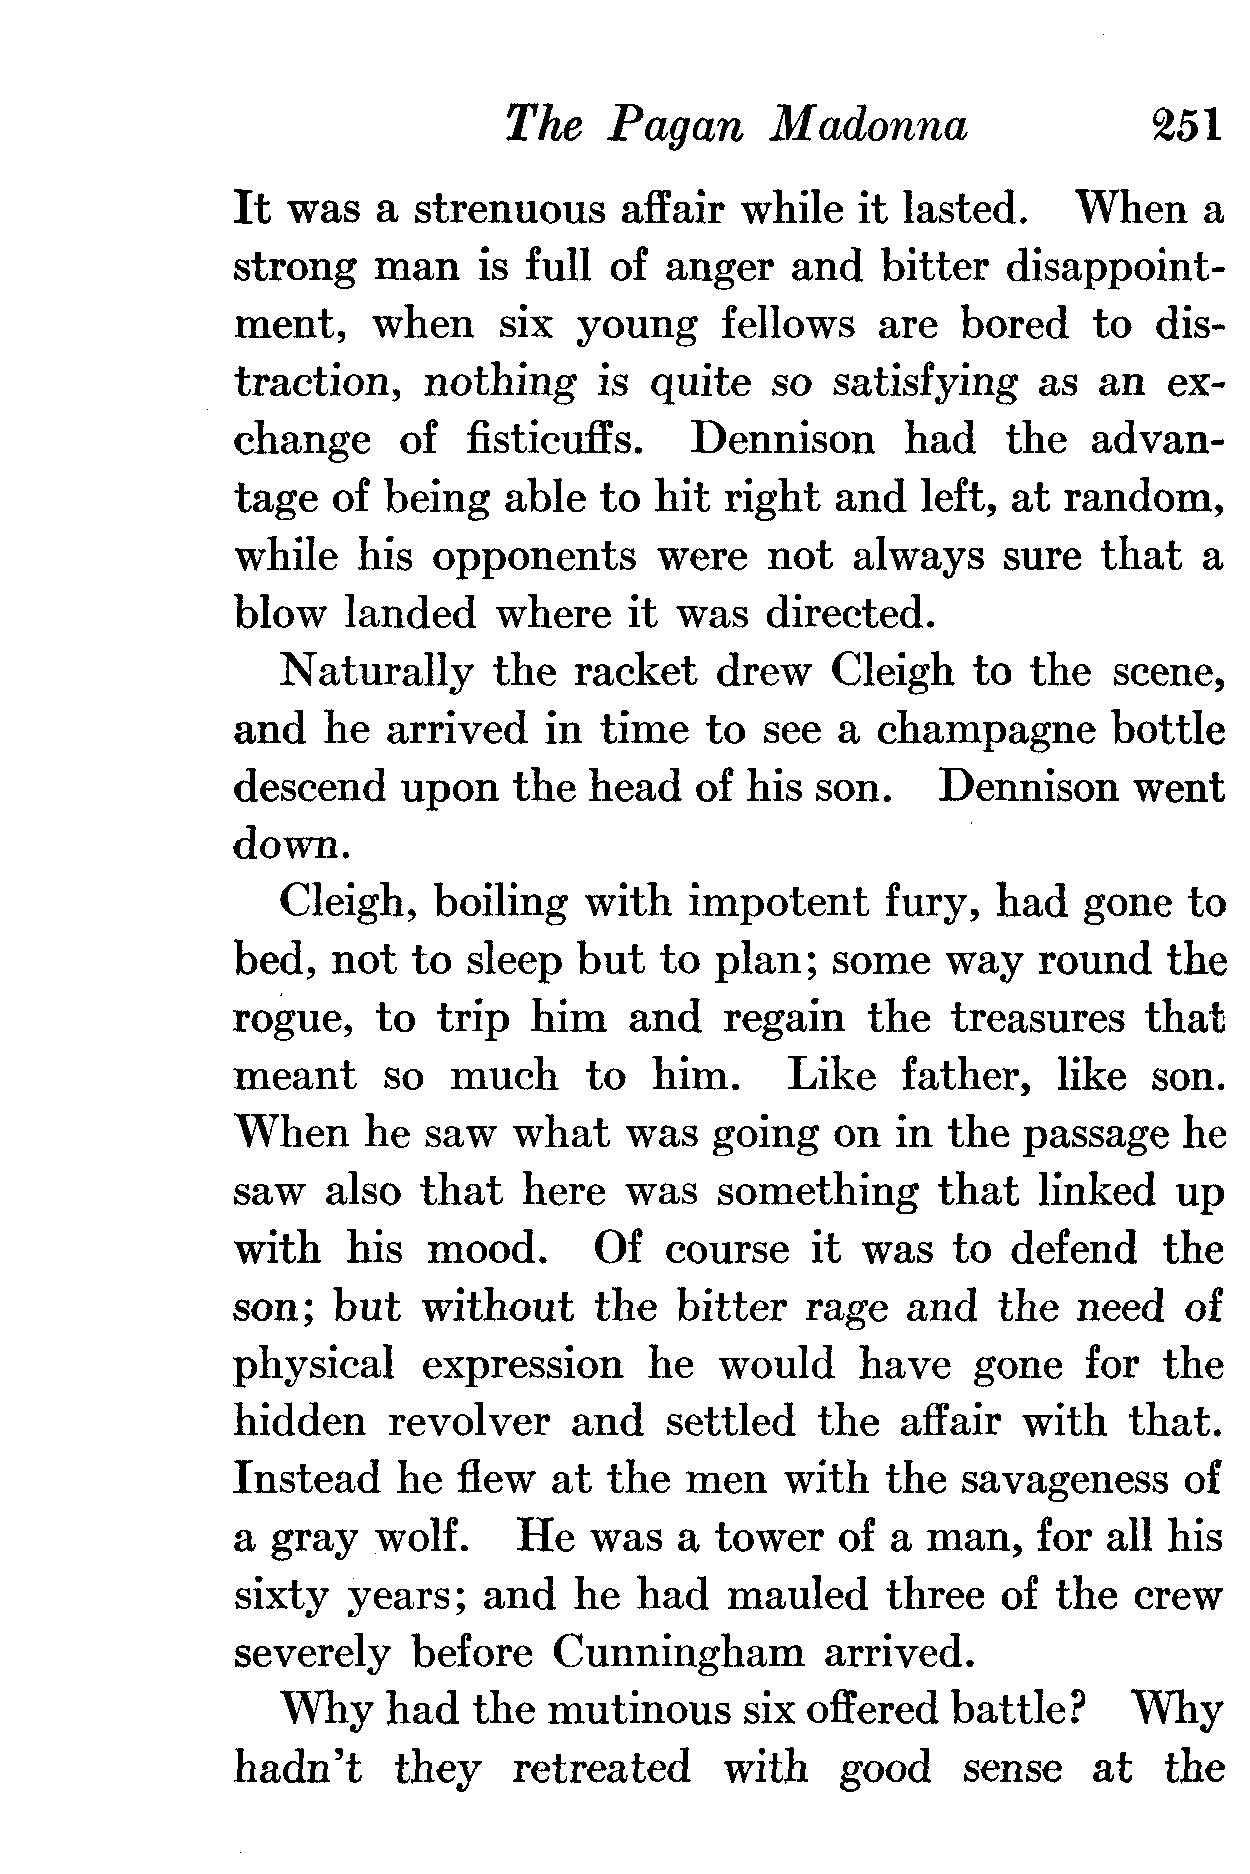 The Pagan Madonna 251
It was a strenuous affair while it lasted. When a
strong man is full of anger and bitter disappoint-
ment, when six young fellows are bored to dis-
traction, nothing is quite so satisfying as an ex-
change of fisticuffs. Dennison had the advan-
tage of being able to hit right and left, at random,
while his opponents were not always sure that a
blow landed where it was directed.
Naturally the racket drew Cleigh to the scene,
and he arrived in time to see a champagne bottle
descend upon the head of his son. Dennison went
down.
Cleigh, boiling with impotent fury, had gone to
bed, not to sleep but to plan; some way round the
rogue, to trip him and regain the treasures that
meant so much to him. Like father, like son.
When he saw what was going on in the passage he
saw also that here was something that linked up
with his mood. Of course it was to defend the
son; but without the bitter rage and the need of
physical expression he would have gone for the
hidden revolver and settled the affair with that.
Instead he flew at the men with the savageness of
a gray wolf. He was a tower of a man, for all his
sixty years; and he had mauled three of the crew
severely before Cunningham arrived.
Why had the mutinous six offered battle? Why
hadn't they retreated with good sense at the